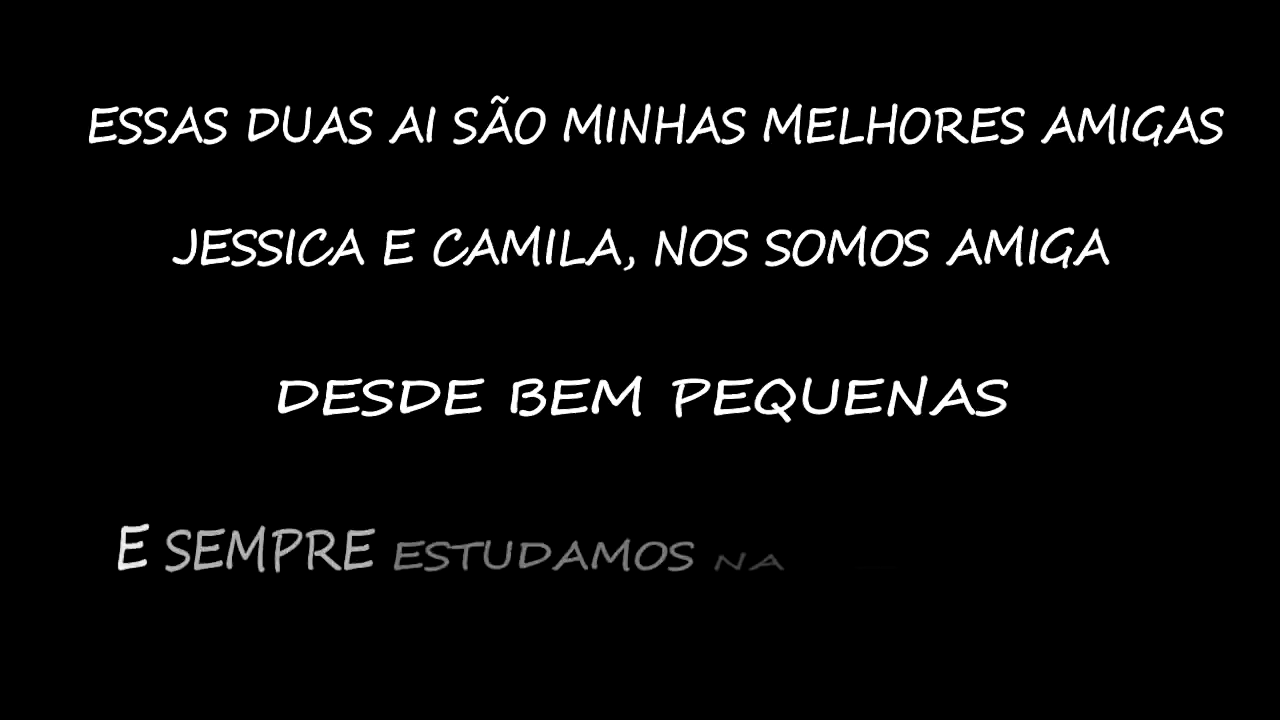 ESSAS DUAS AI SÃO MINHAS MELHORES AMIGAS
JESSICA E CAMILA, NOS SOMOS AMIGA
DESDE BEM PEQUENAS
E SEMPRE ESTUDAMOS NA